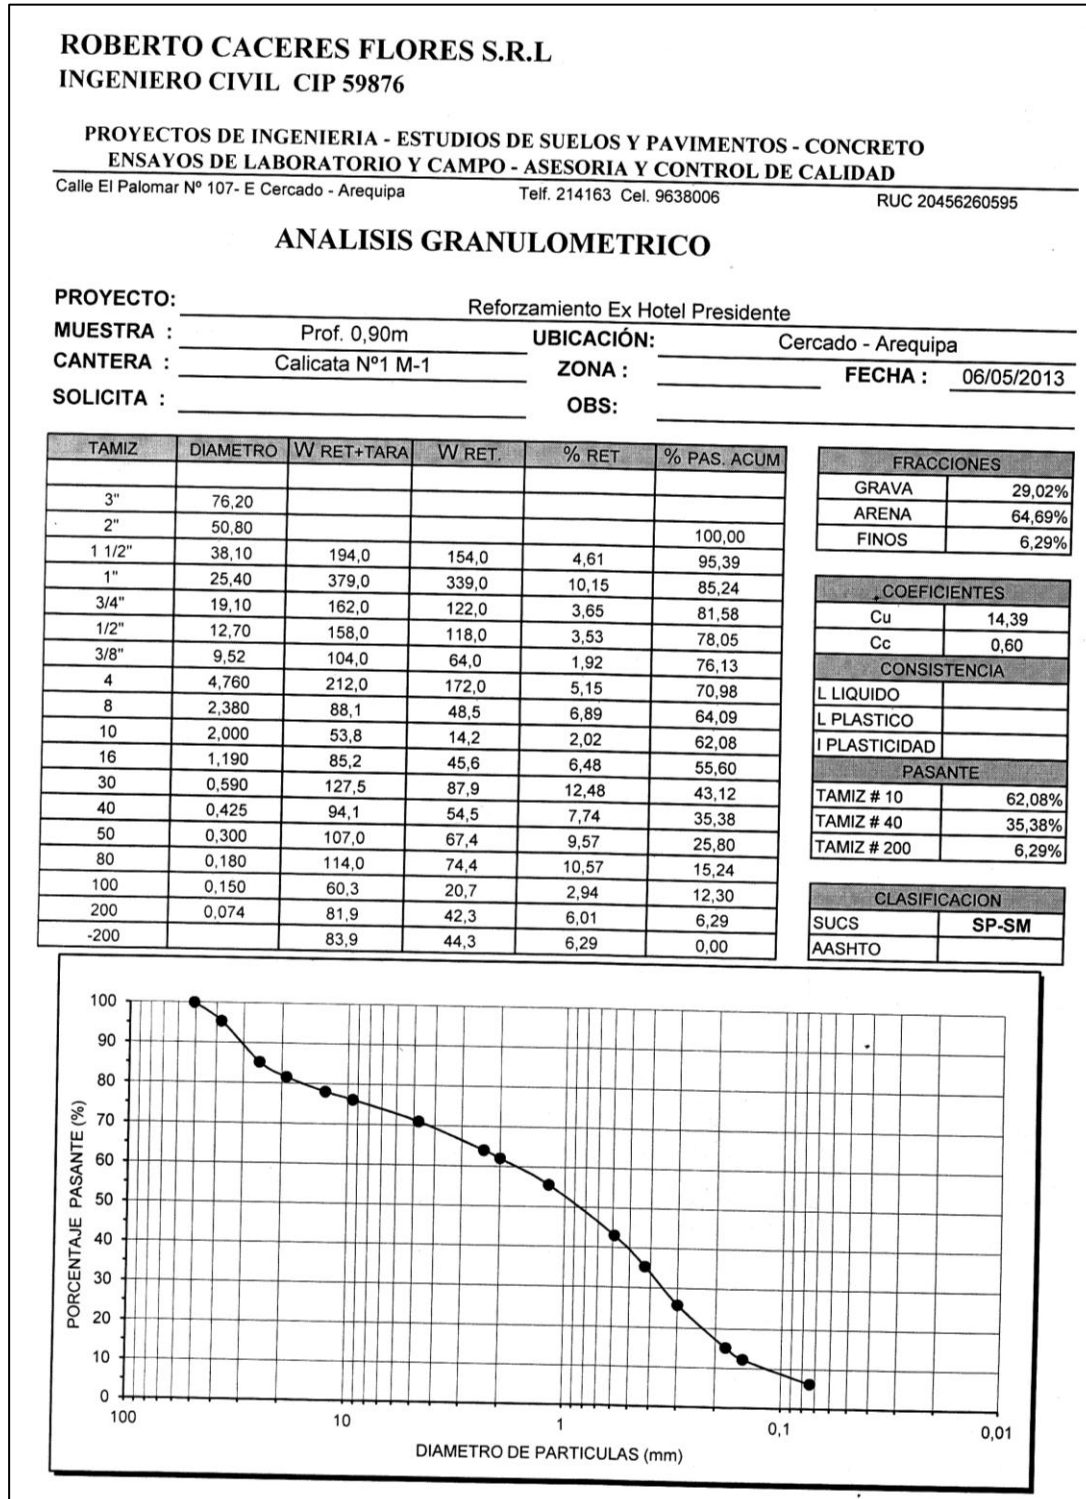 ROBERTO CACERES FLORES S.R.L
INGENIERO CIVIL CIP 59876
PROYECTOS DE INGENIERIA - ESTUDIOS DE SUELOS Y PAVIMENTOS - CONCRETO
ENSAYOS DE LABORATORIO Y CAMPO - ASESORIA Y CONTROL DE CALIDAD
Calle El Palomar Nº 107- E Cercado - Arequipa Telf. 214163 Cel. 9638006 RUC 20456260595
ANALISIS GRANULOMETRICO
PROYECTO: Reforzamiento Ex Hotel Presidente
MUESTRA : Prof. 0,90m UBICACIÓN: Cercado - Arequipa
CANTERA : Calicata Nº1 M-1 ZONA : FECHA : 06/05/2013
SOLICITA : OBS:
TAMIZ DIAMETRO W RET+TARA W RET. % RET % PAS. ACUM
3" 76,20
2" 50,80 100,00
1 1/2" 38,10 194,0 154,0 4,61 95,39
1" 25,40 379,0 339,0 10,15 85,24
3/4" 19,10 162,0 122,0 3,65 81,58
1/2" 12,70 158,0 118,0 3,53 78,05
3/8" 9,52 104,0 64,0 1,92 76,13
4 4,760 212,0 172,0 5,15 70,98
8 2,380 88,1 48,5 6,89 64,09
10 2,000 53,8 14,2 2,02 62,08
16 1,190 85,2 45,6 6,48 55,60
30 0,590 127,5 87,9 12,48 43,12
40 0,425 94,1 54,5 7,74 35,38
50 0,300 107,0 67,4 9,57 25,80
80 0,180 114,0 74,4 10,57 15,24
100 0,150 60,3 20,7 2,94 12,30
200 0,074 81,9 42,3 6,01 6,29
-200 83,9 44,3 6,29 0,00
FRACCIONES
GRAVA 29,02%
ARENA 64,69%
FINOS 6,29%
COEFICIENTES
Cu 14,39
Cc 0,60
CONSISTENCIA
L LIQUIDO
L PLASTICO
I PLASTICIDAD
PASANTE
TAMIZ # 10 62,08%
TAMIZ # 40 35,38%
TAMIZ # 200 6,29%
CLASIFICACION
SUCS SP-SM
AASHTO
PORCENTAJE PASANTE (%)
100
90
80
70
60
50
40
30
20
10
0
100 10 1 0,1 0,01
DIAMETRO DE PARTICULAS (mm)